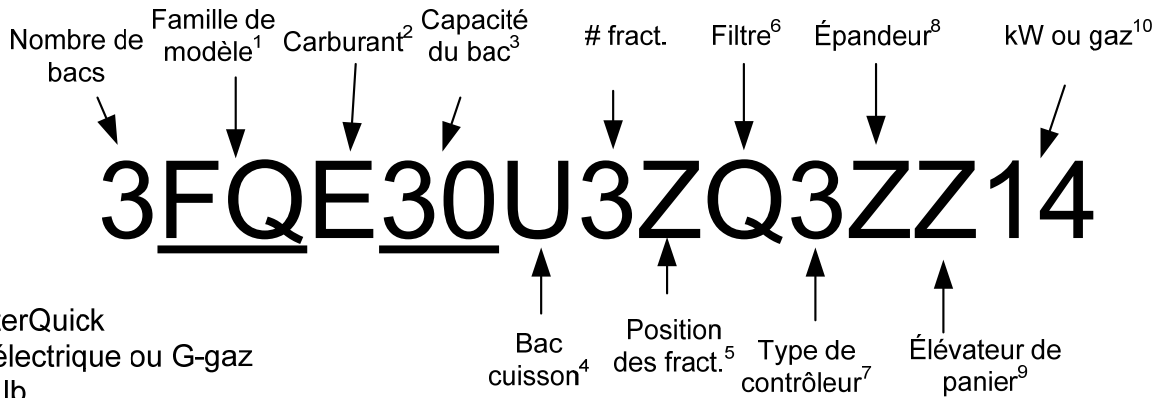 Nombre de
bacs
Famille de
modèle1
Carburant2
Capacité
du bac3
# fract.
Filtre6
Épandeur8
kW ou gaz10
3FQE30U3ZQ3ZZ14
Bac
cuisson4
Position
des fract.5
Type de
contrôleur7
Élévateur de
panier9
terQuick
électrique ou G-gaz
lb